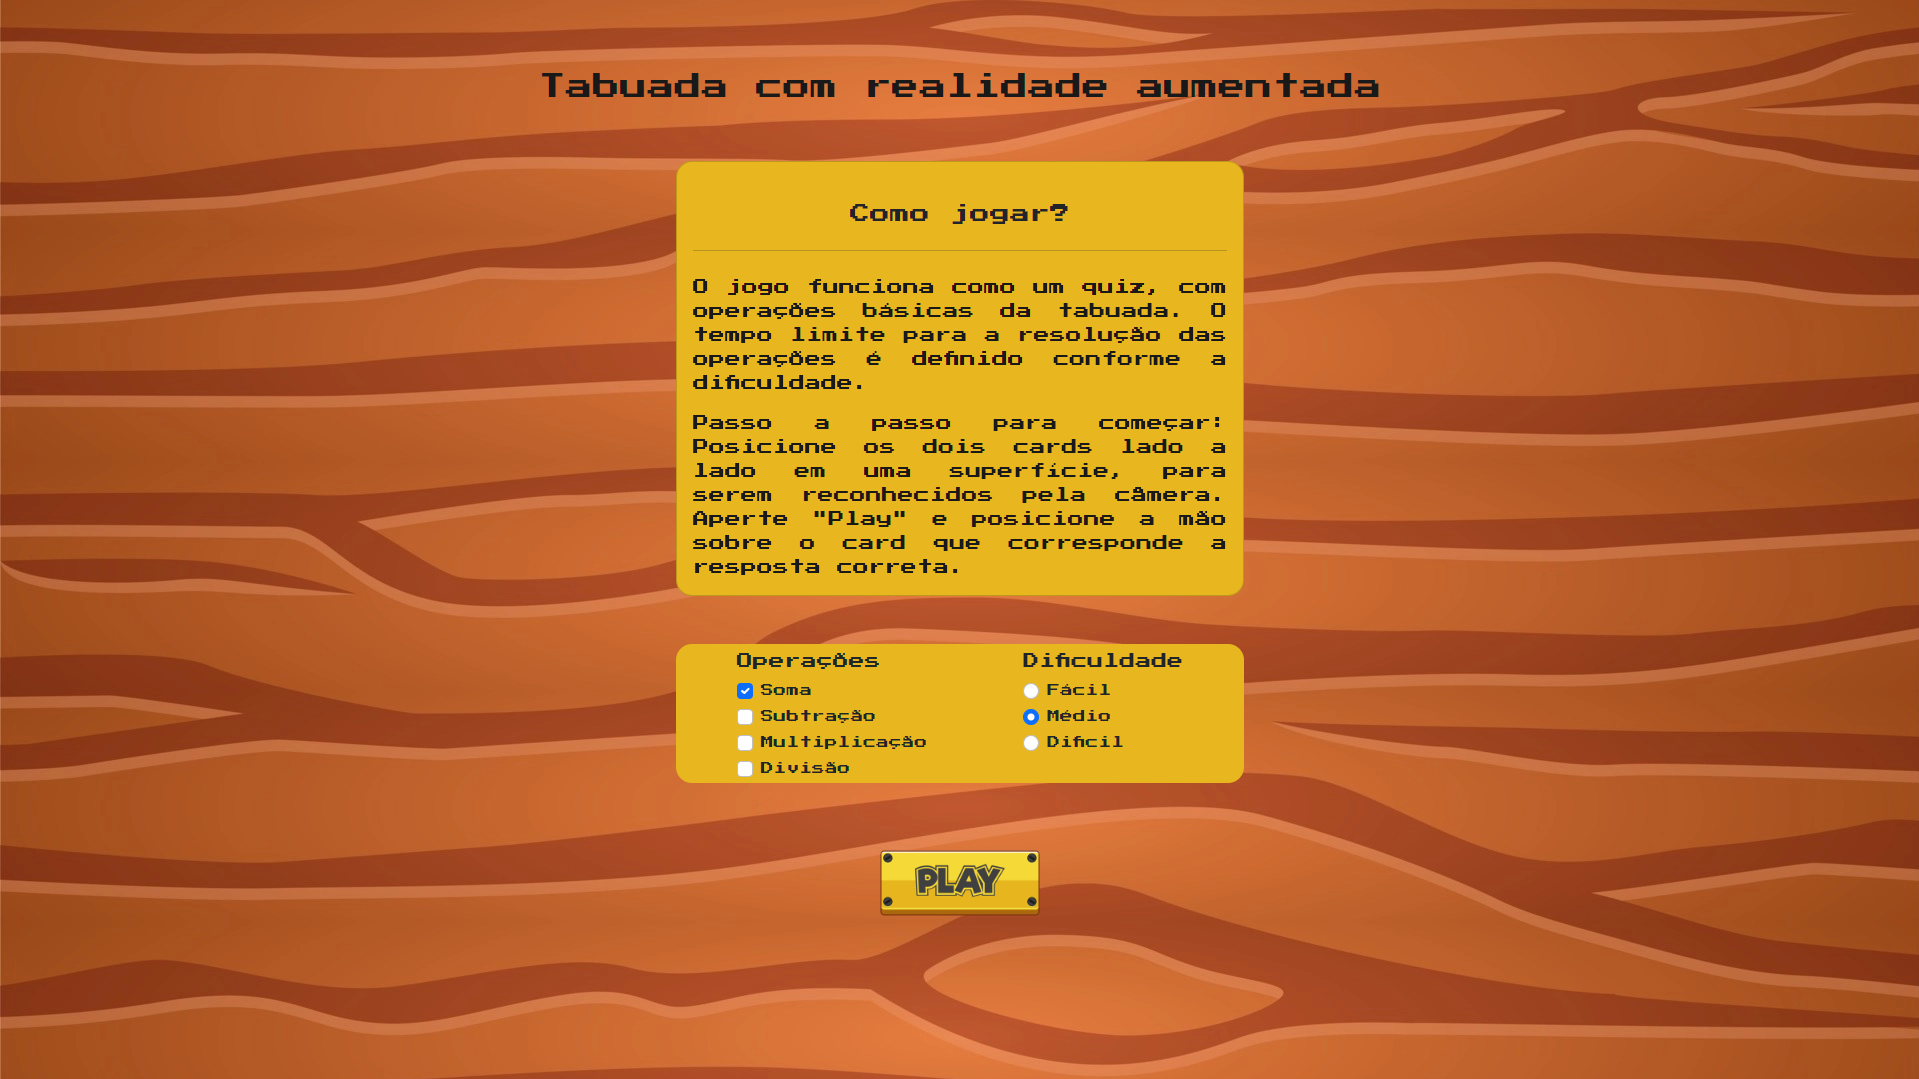 Tabuada com realidade aumentada
Como jogar?
O jogo funciona como um quiz, com
operações básicas da tabuada. O
tempo limite para a resolução das
operações é definido conforme a
dificuldade.
Passo a passo para começar:
Posicione os dois cards lado a
lado em uma superfície, para
serem reconhecidos pela câmera.
Aperte "Play" e posicione a mão
sobre o card que corresponde a
resposta correta.
Operações
Soma
Subtração
Multiplicação
Divisão
Dificuldade
Fácil
Médio
Dificil
PLAY